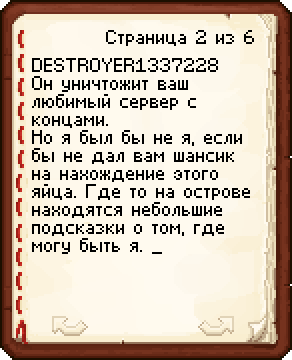 Страница 2 из 6
DESTROYER1337228
Он уничтожит ваш
любимый сервер с
концами.
Но я был бы не я, если
бы не дал вам шансик
на нахождение этого
яйца. Где то на острове
находятся небольшие
подсказки о том, где
могу быть я. _